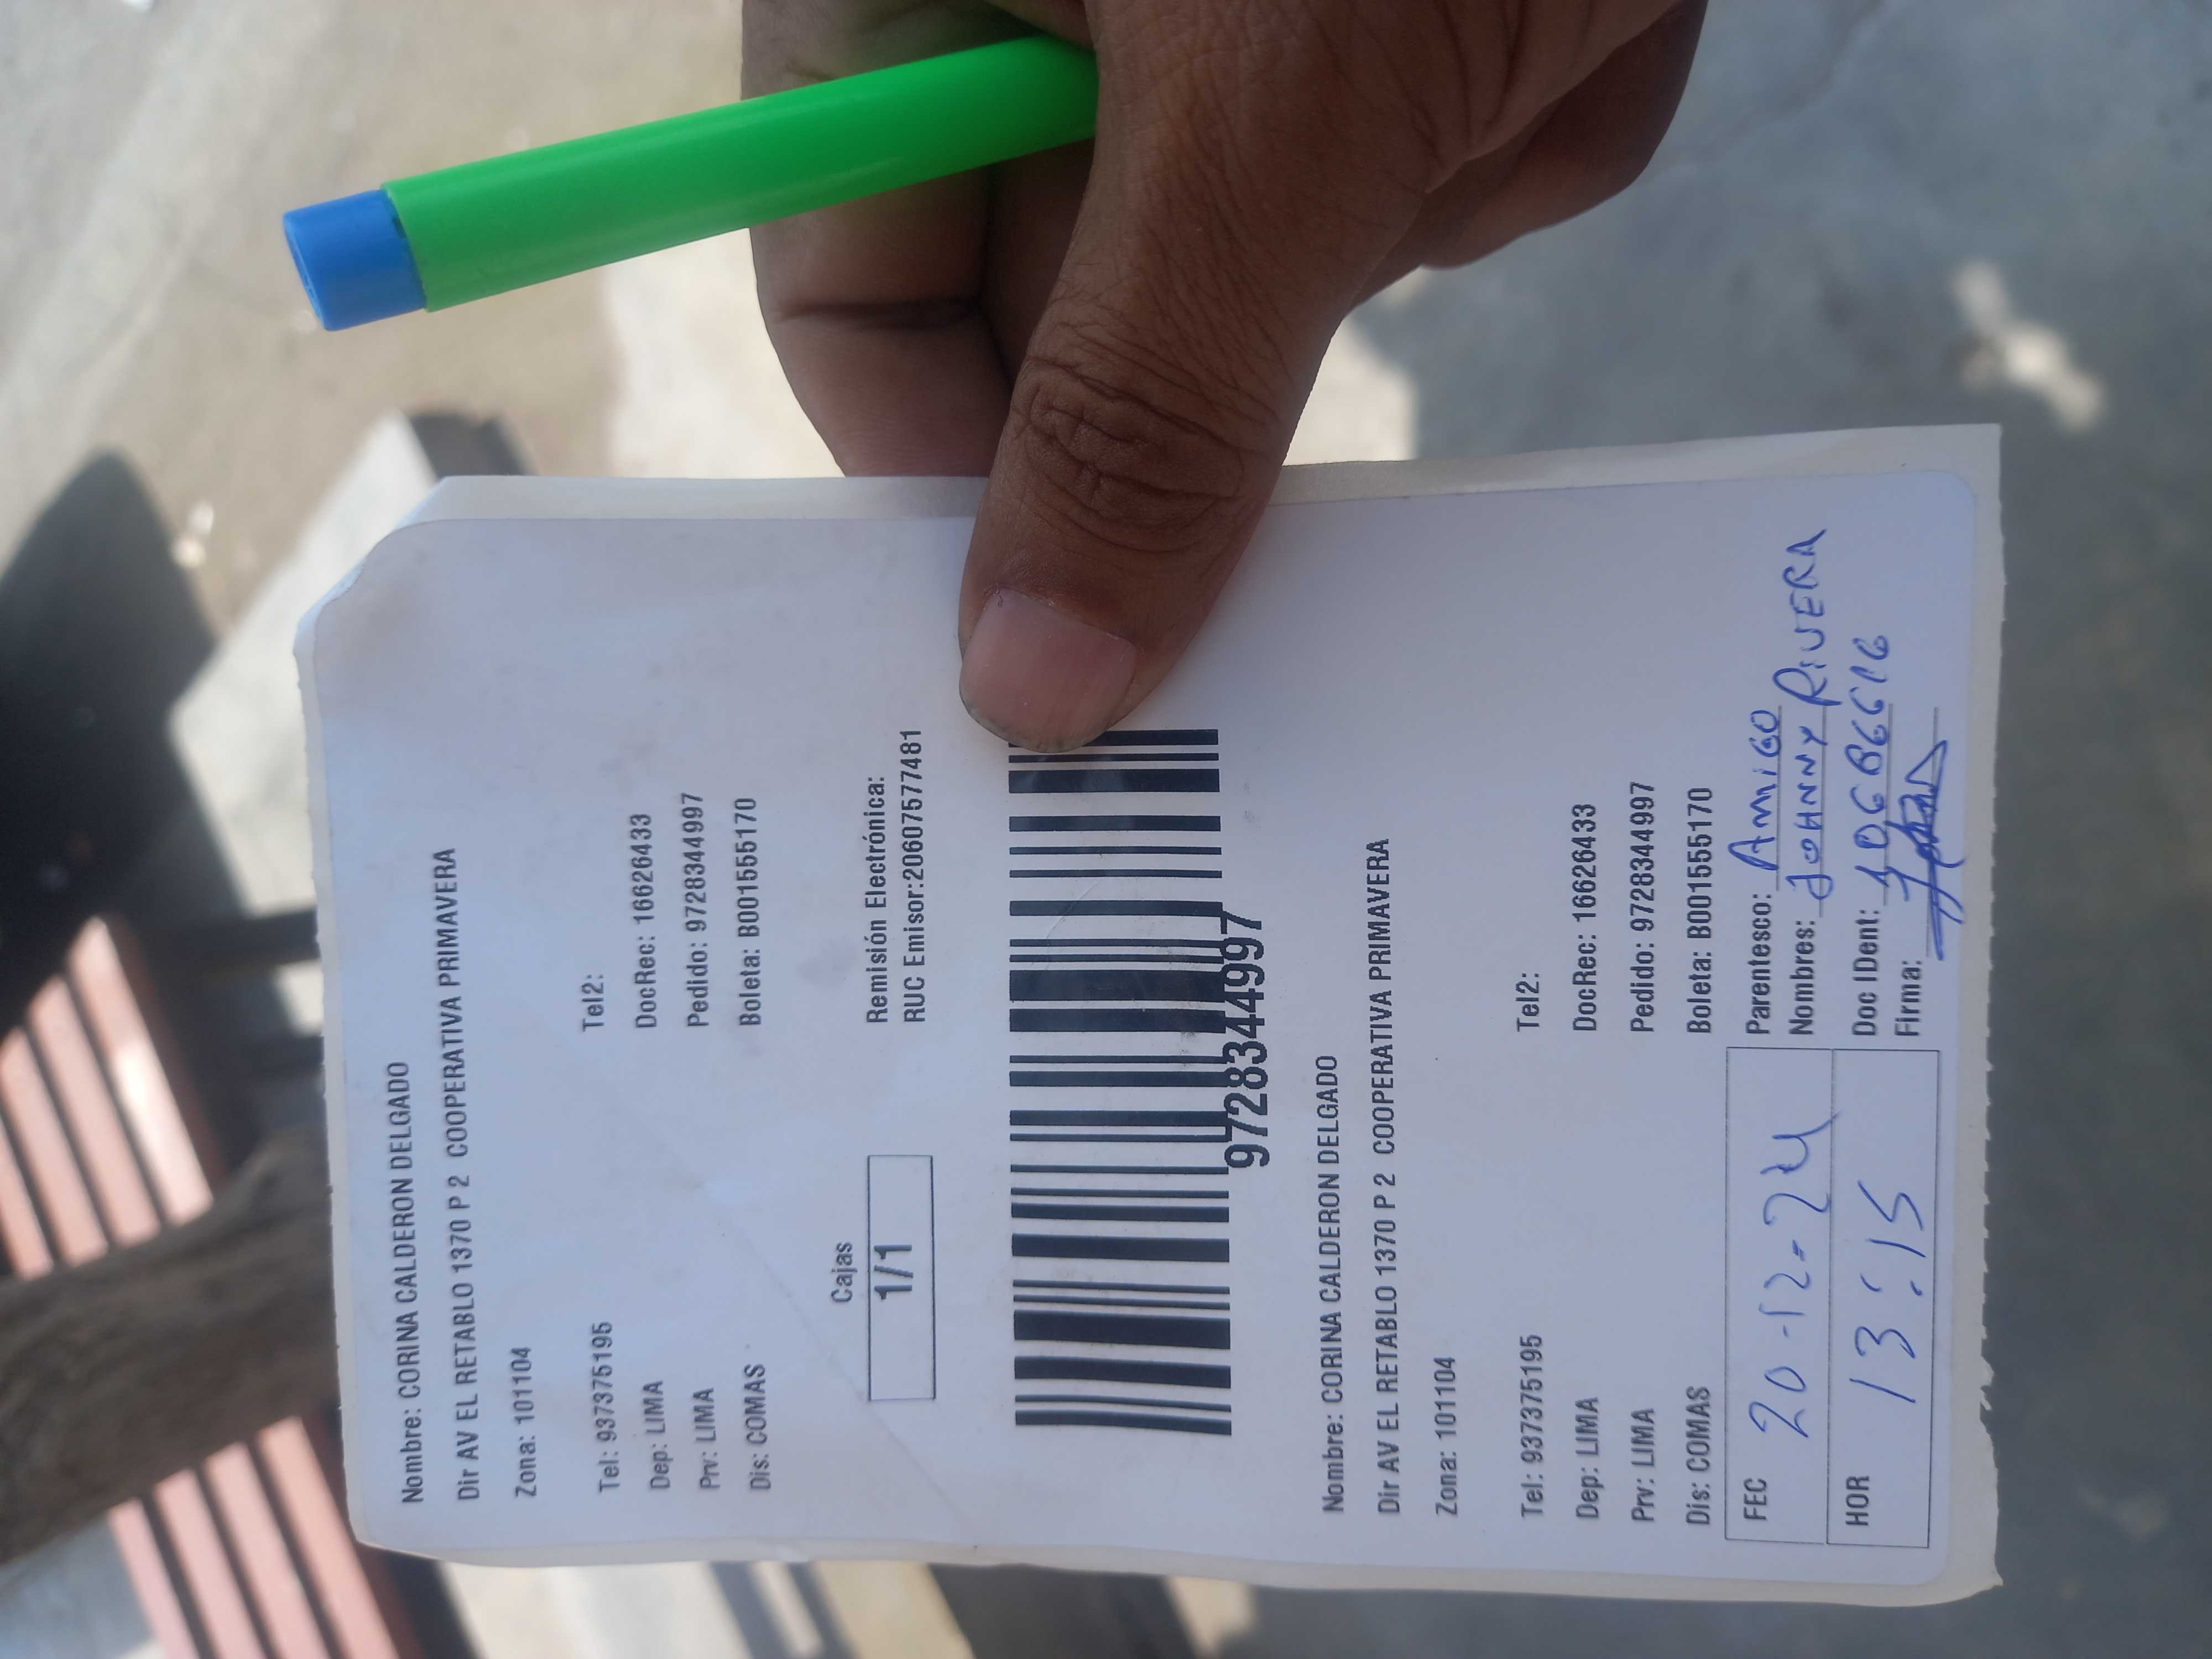 Nombre: CORINA CALDERON DELGADO
Dir AV EL RETABLO 1370 P 2 COOPERATIVA PRIMAVERA
Zona: 101104
Tel: 937375195 Tel2:
Dep: LIMA DocRec: 16626433
Prv: LIMA Pedido: 9728344997
Dis: COMAS Boleta: B001555170
Cajas
1/1
Remisión Electrónica:
RUC Emisor:20607577481
9728344997
Nombre: CORINA CALDERON DELGADO
Dir AV EL RETABLO 1370 P 2 COOPERATIVA PRIMAVERA
Zona: 101104
Tel: 937375195 Tel2:
Dep: LIMA DocRec: 16626433
Prv: LIMA Pedido: 9728344997
Dis: COMAS Boleta: B001555170
FEC 20-12-24
HOR 13:15
Parentesco: AMIGO
Nombres: JOHNNY RIVERA
Doc IDent:
Firma: